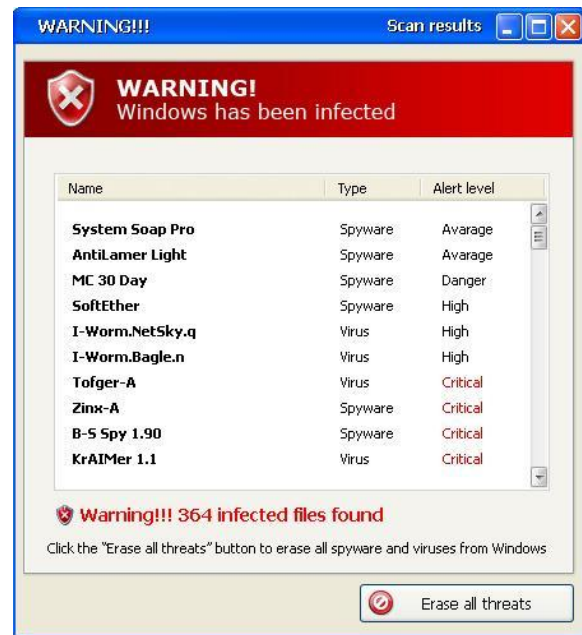 WARNING!!! Scan results
WARNING!
Windows has been infected
Name Type Alert level
System Soap Pro Spyware Avarage
AntiLamer Light Spyware Avarage
MC 30 Day Spyware Danger
SoftEther Spyware High
I-Worm.NetSky.q Virus High
I-Worm.Bagle.n Virus High
Tofger-A Virus Critical
Zinx-A Spyware Critical
B-S Spy 1.90 Spyware Critical
KrAIMer 1.1 Virus Critical
Warning!!! 364 infected files found
Click the "Erase all threats" button to erase all spyware and viruses from Windows
Erase all threats